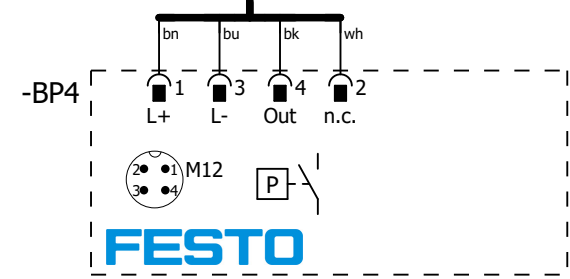 bn bu bk wh
-BP4
1 3 4 2
L+ L- Out n.c.
2 1 M12
3 4
P
FESTO